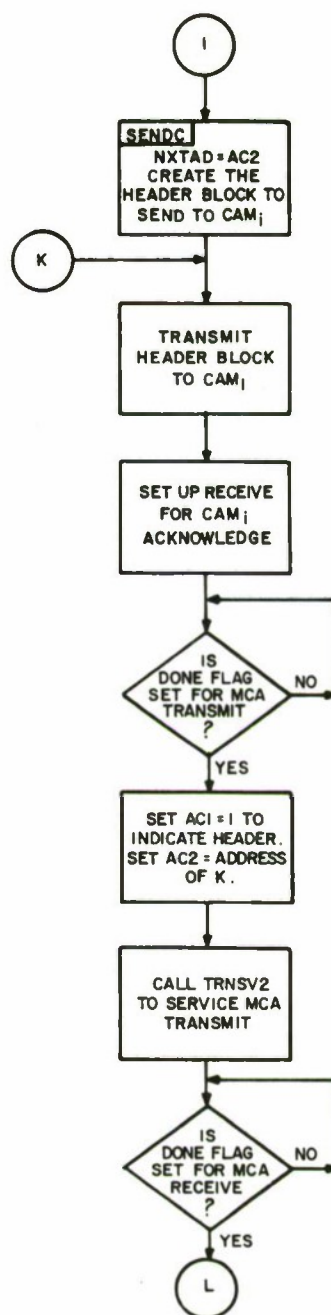 I
SENDC
NXTAD=AC2
CREATE THE
HEADER BLOCK TO
SEND TO CAMi
K
TRANSMIT
HEADER BLOCK
TO CAMi
SET UP RECEIVE
FOR CAMi
ACKNOWLEDGE
IS
DONE FLAG
SET FOR MCA
TRANSMIT
?
NO
YES
SET AC1=1 TO
INDICATE HEADER.
SET AC2=ADDRESS
OF K.
CALL TRNSV2
TO SERVICE MCA
TRANSMIT
IS
DONE FLAG
SET FOR MCA
RECEIVE
?
NO
YES
L